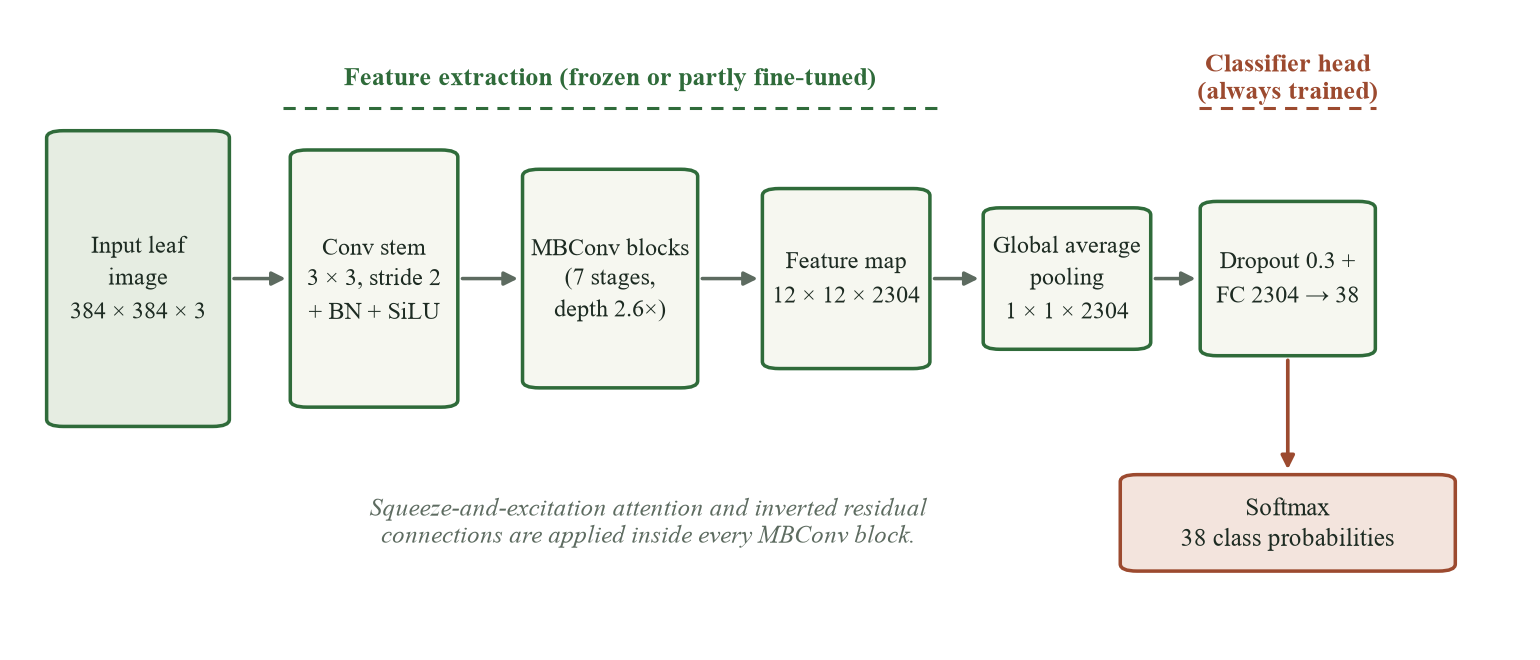 Feature extraction (frozen or partly fine-tuned)
Classifier head
(always trained)
Input leaf
image
384 × 384 × 3
Conv stem
3 × 3, stride 2
+ BN + SiLU
MBConv blocks
(7 stages,
depth 2.6×)
Feature map
12 × 12 × 2304
Global average
pooling
1 × 1 × 2304
Dropout 0.3 +
FC 2304 → 38
Squeeze-and-excitation attention and inverted residual
connections are applied inside every MBConv block.
Softmax
38 class probabilities